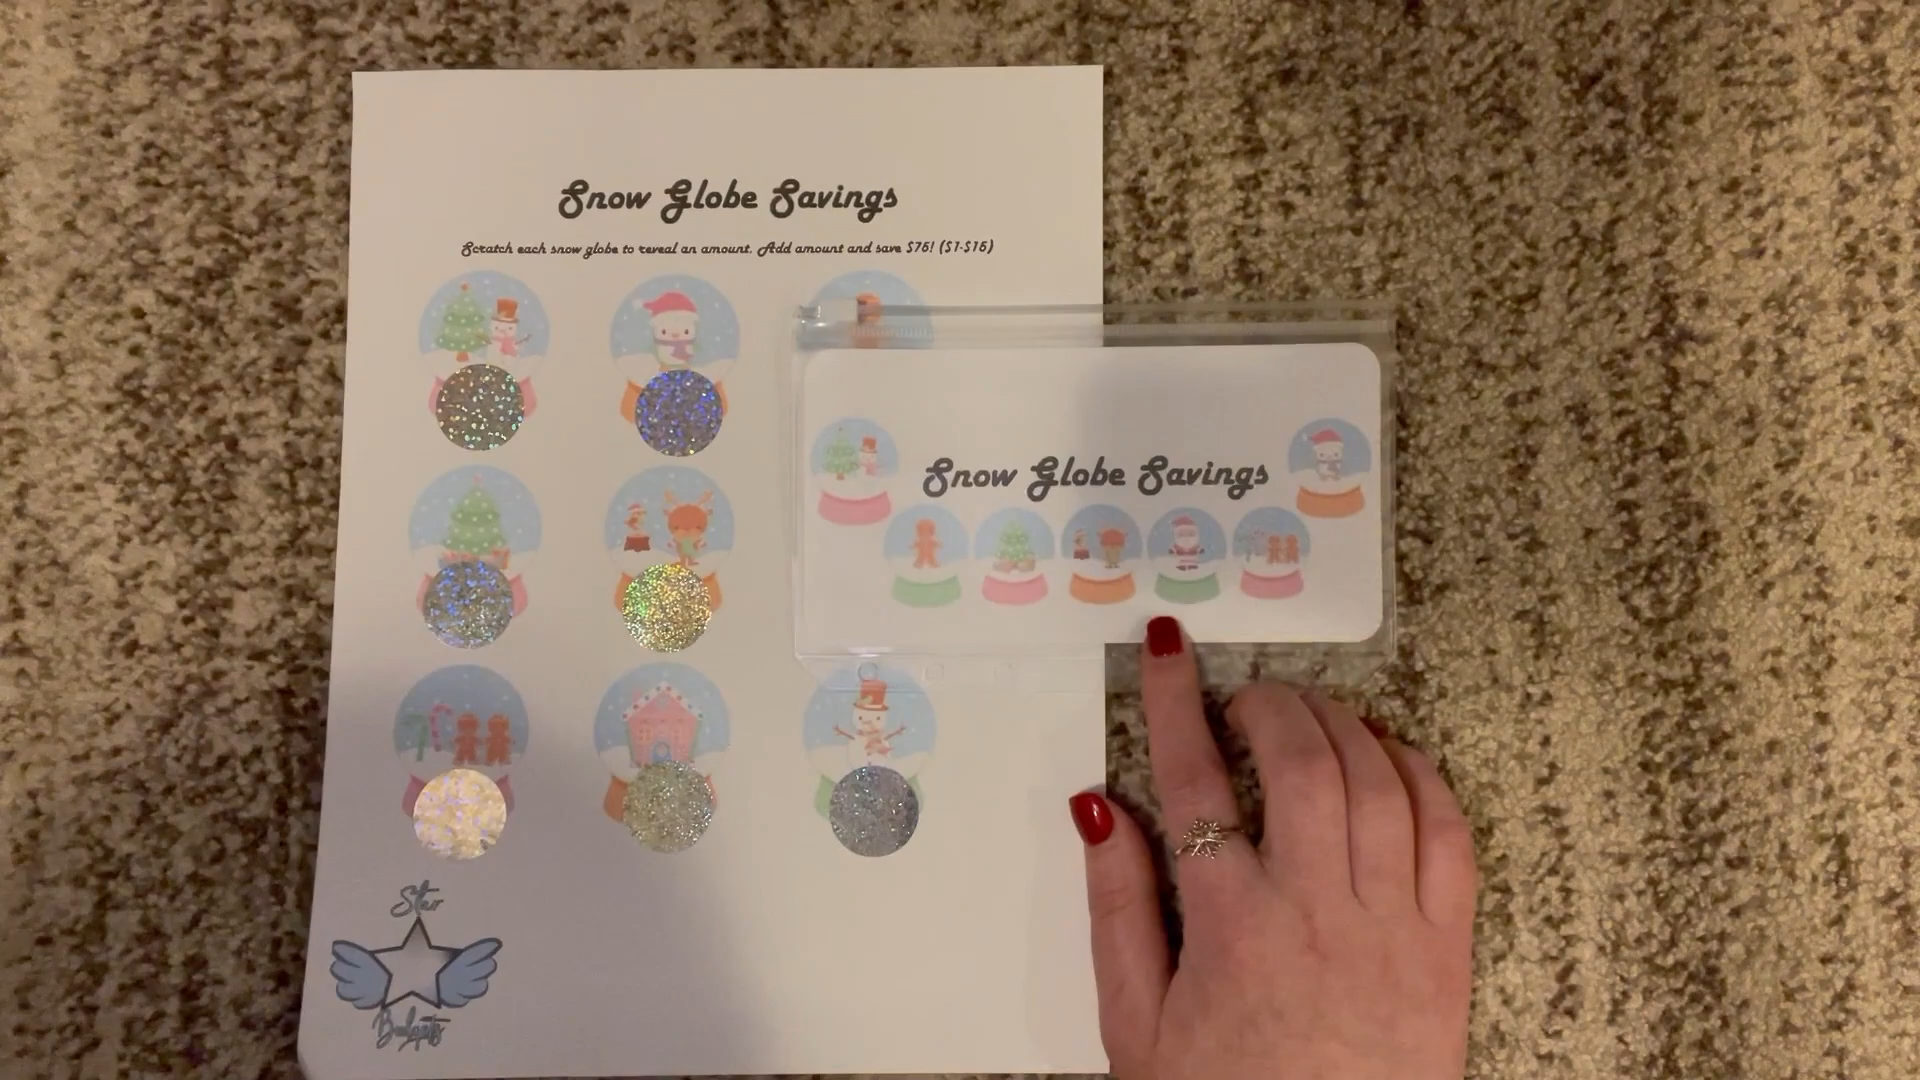 Snow Globe Savings
Scratch each snow globe to reveal an amount. Add amount and save $76! ($1-$16)
Snow Globe Savings
Star
Budgets